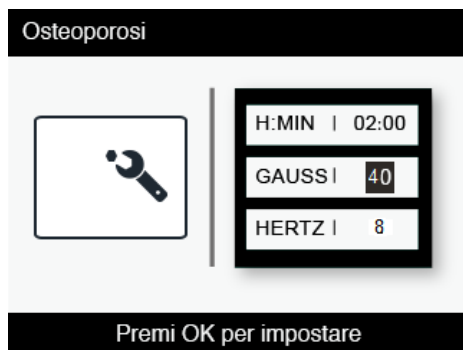 Osteoporosi
H:MIN | 02:00
GAUSS | 40
HERTZ | 8
Premi OK per impostare